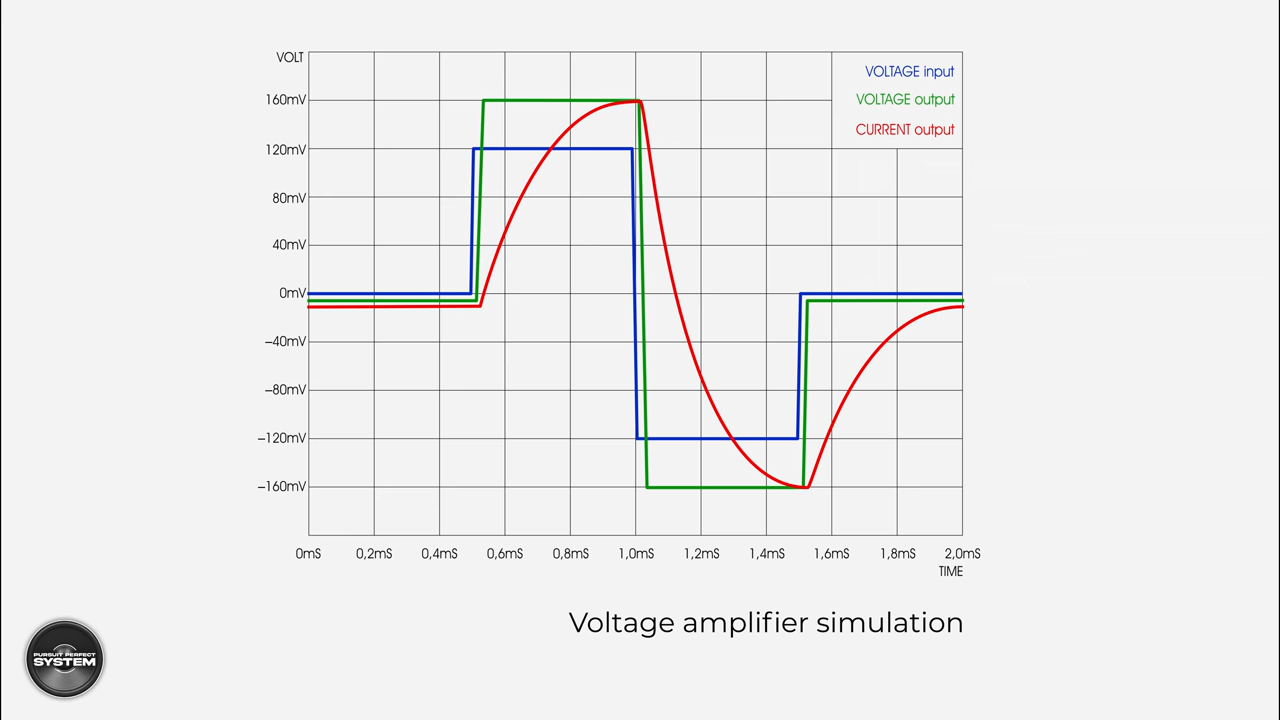 VOLT
VOLTAGE input
VOLTAGE output
CURRENT output
160mV
120mV
80mV
40mV
0mV
–40mV
–80mV
–120mV
–160mV
0mS 0,2mS 0,4mS 0,6mS 0,8mS 1,0mS 1,2mS 1,4mS 1,6mS 1,8mS 2,0mS
TIME
Voltage amplifier simulation
PURSUIT PERFECT
SYSTEM